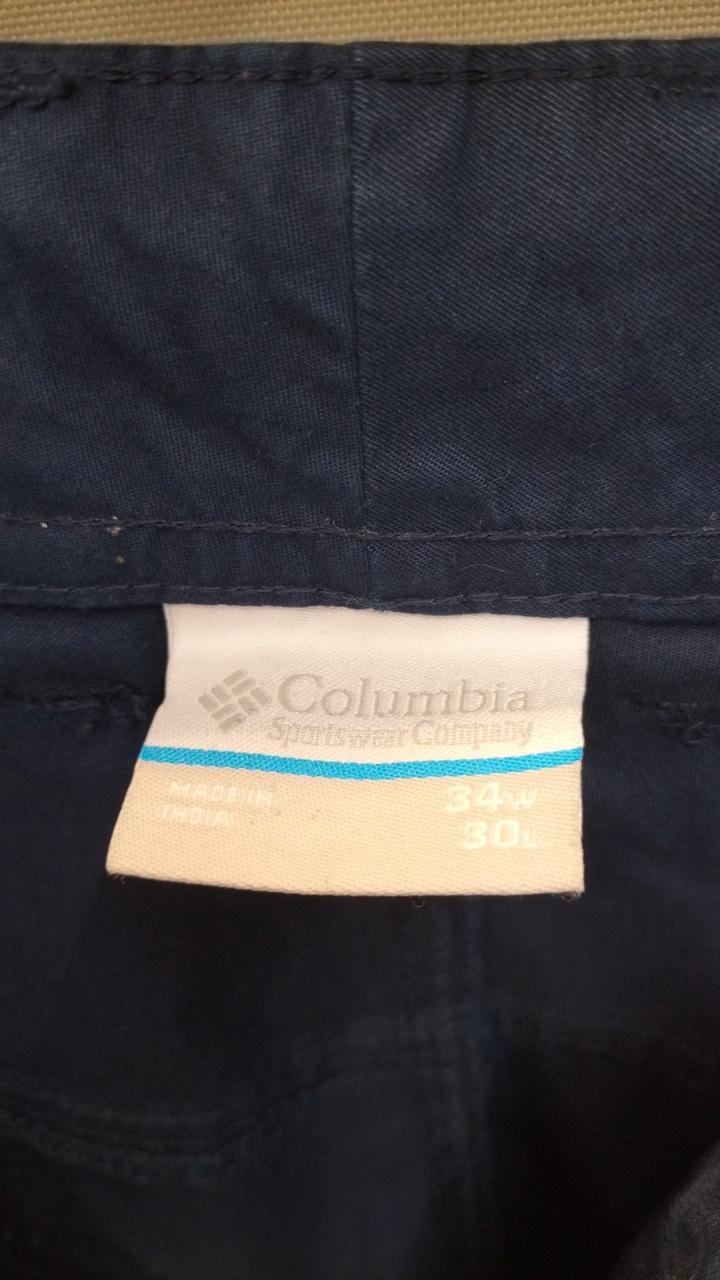 Columbia
Sportswear Company
MADE IN
INDIA
34W
30L